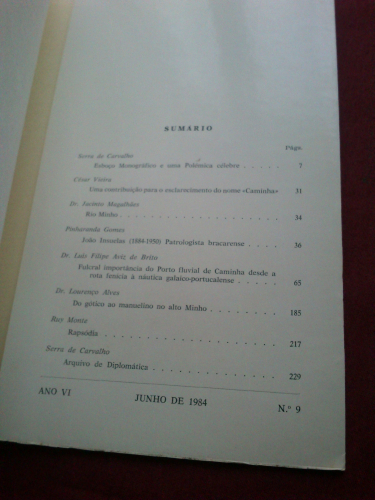 SUMÁRIO
Págs.
Serra de Carvalho
Esboço Monográfico e uma Polémica célebre . . . . . 7
César Vieira
Uma contribuição para o esclarecimento do nome «Caminha» 31
Dr. Jacinto Magalhães
Rio Minho . . . . . . . . . . . . 34
Pinharanda Gomes
João Insuelas (1884-1950) Patrologista bracarense . . . . 36
Dr. Luís Filipe Aviz de Brito
Fulcral importância do Porto fluvial de Caminha desde a
rota fenícia à náutica galaico-portucalense . . . . . . 65
Dr. Lourenço Alves
Do gótico ao manuelino no alto Minho . . . . . . . 185
Ruy Monte
Rapsódia . . . . . . . . . . . . 217
Serra de Carvalho
Arquivo de Diplomática . . . . . . . . . . 229
ANO VI JUNHO DE 1984 N.º 9